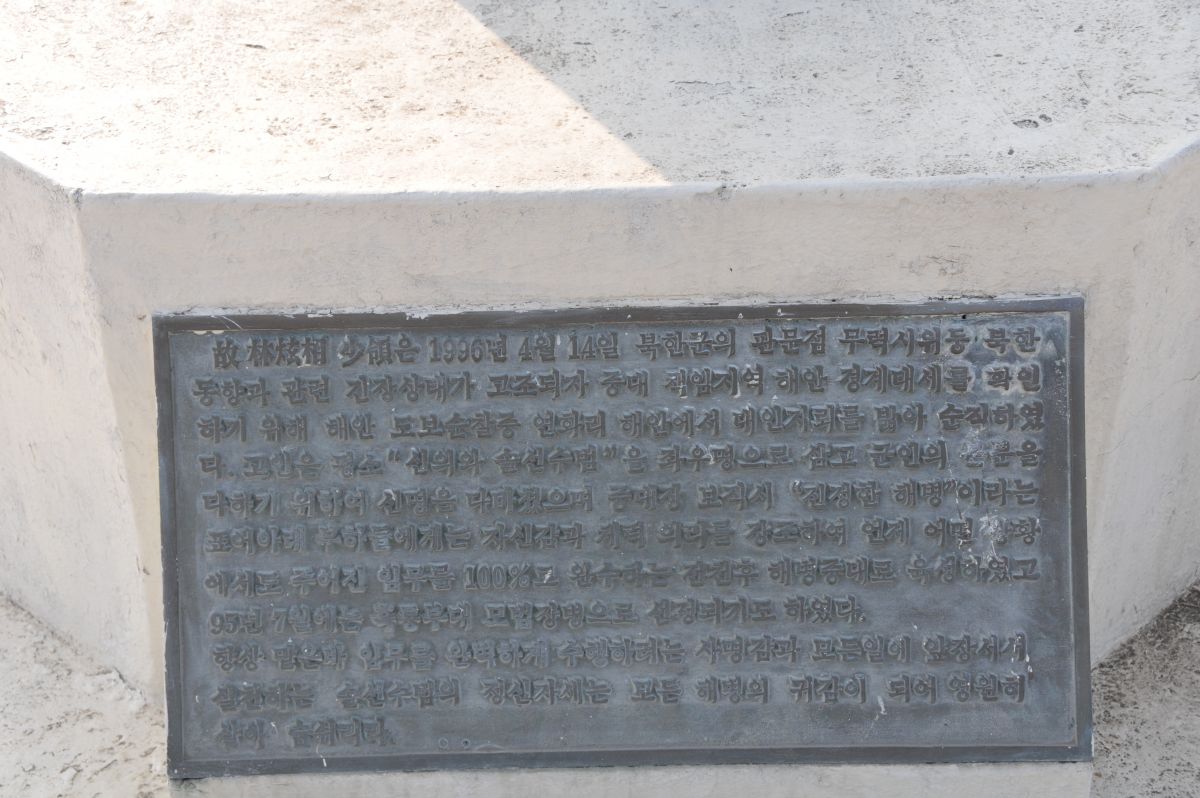 故 林炫相 少領은 1996년 4월 14일 북한군의 판문점 무력시위등 북한
동향과 관련 긴장상태가 고조되자 중대 책임지역 해안 경계태세를 확인
하기 위해 해안 도보순찰중 연화리 해안에서 대인지뢰를 밟아 순직하였
다. 고인은 평소 "신의와 솔선수범"을 좌우명으로 삼고 군인의 본분을
다하기 위하여 신명을 다하였으며 중대장 보직시 "진정한 해병"이라는
표어아래 부하들에게는 자신감과 체력 의리를 강조하여 언제 어떤 상황
에서도 주어진 임무를 100%로 완수하는 전천후 해병중대로 육성하였고
95년 7월에는 흑룡부대 모범장병으로 선정되기도 하였다.
항상 맡은바 임무를 완벽하게 수행하려는 사명감과 모든일에 앞장서서
실천하는 솔선수범의 정신자세는 모든 해병의 귀감이 되어 영원히
살아 숨쉬리라.